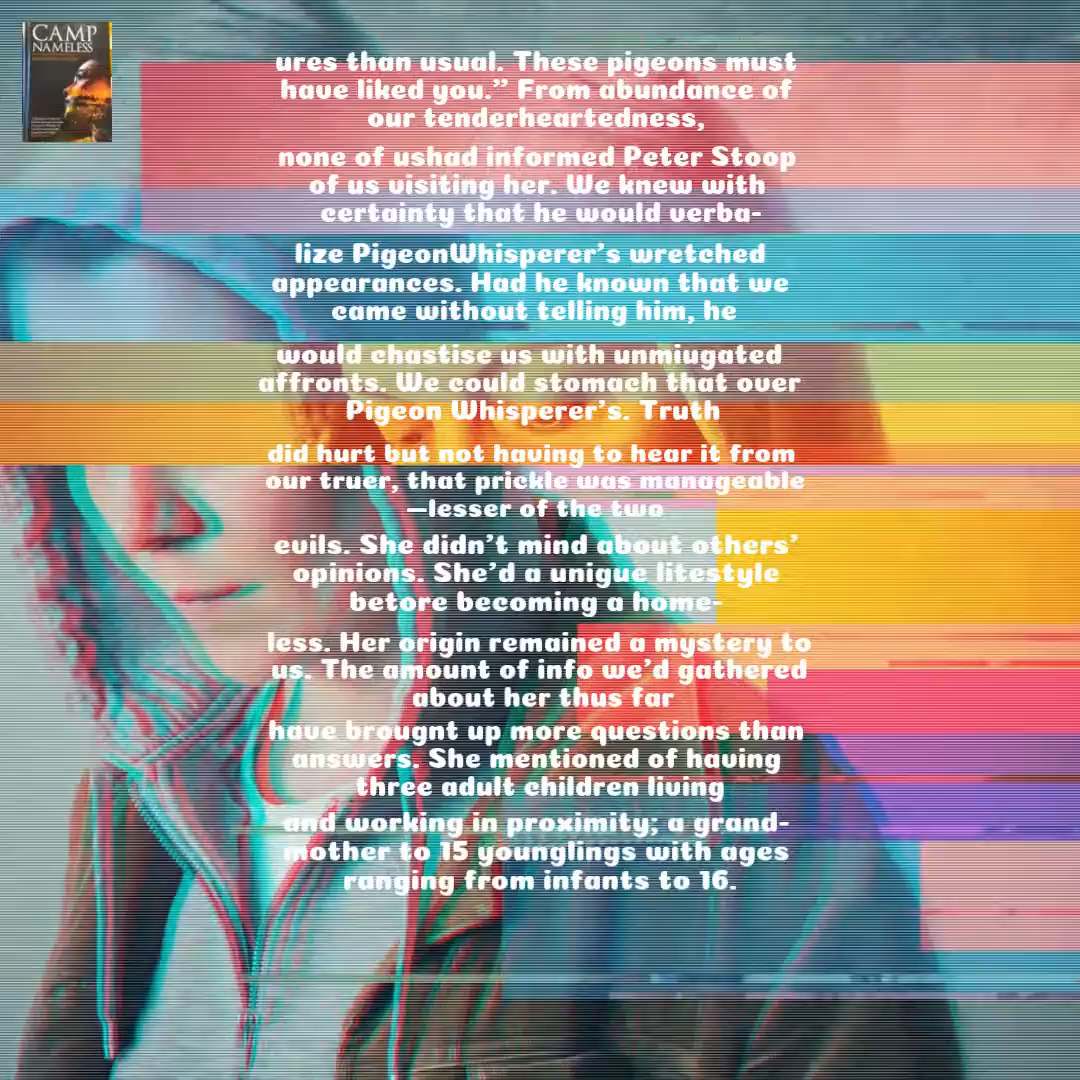 CAMP
NAMELESS
ures than usual. These pigeons must
have liked you.” From abundance of
our tenderheartedness,
none of ushad informed Peter Stoop
of us visiting her. We knew with
certainty that he would verba-
lize PigeonWhisperer’s wretched
appearances. Had he known that we
came without telling him, he
would chastise us with unmiugated
affronts. We could stomach that over
Pigeon Whisperer’s. Truth
did hurt but not having to hear it from
our truer, that prickle was manageable
—lesser of the two
evils. She didn’t mind about others’
opinions. She’d a unigue litestyle
betore becoming a home-
less. Her origin remained a mystery to
us. The amount of info we’d gathered
about her thus far
have brougnt up more questions than
answers. She mentioned of having
three adult children living
and working in proximity; a grand-
mother to 15 younglings with ages
ranging from infants to 16.